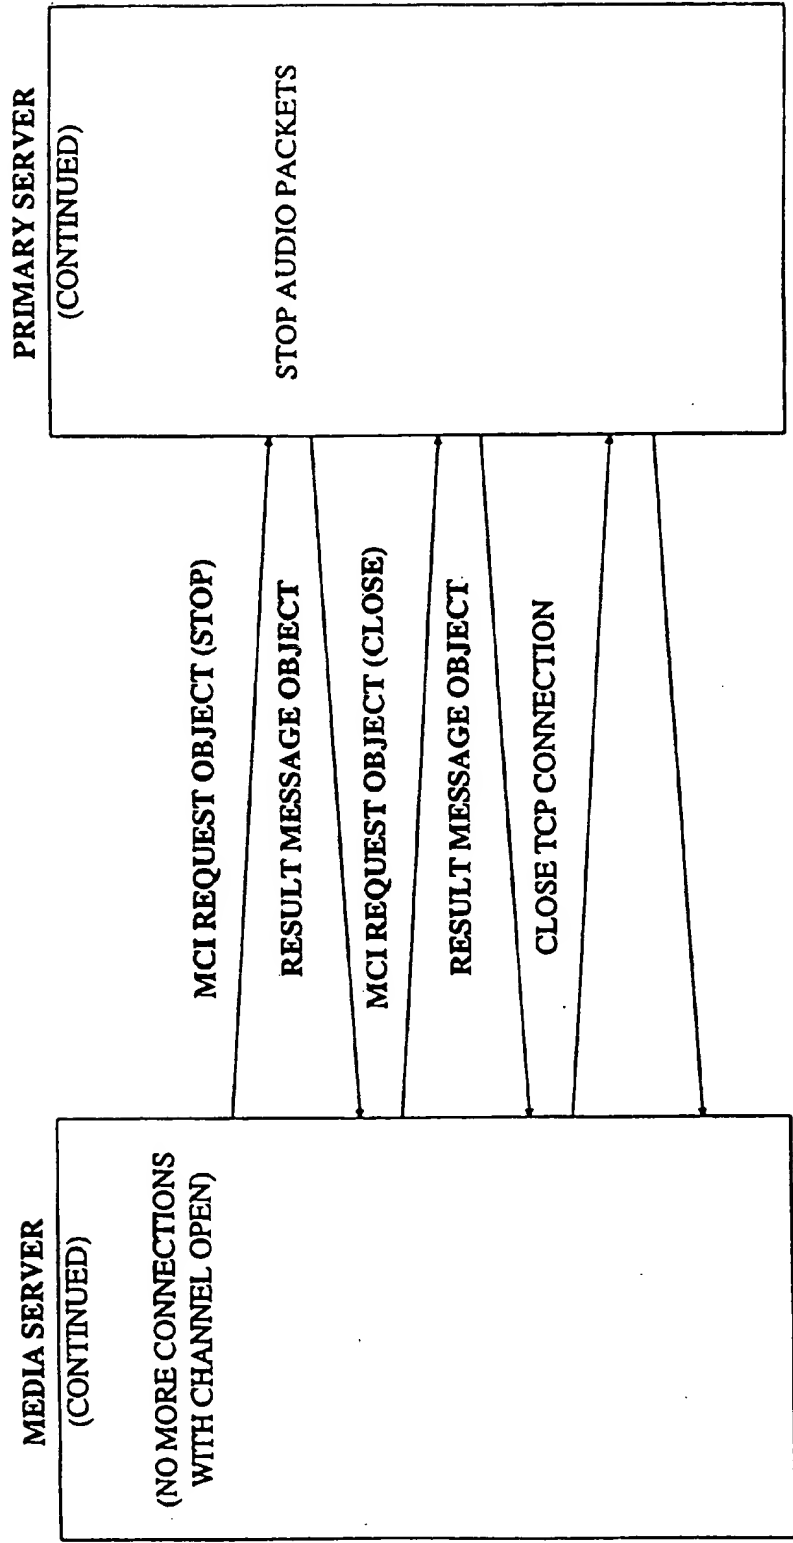 MEDIA SERVER
(CONTINUED)
(NO MORE CONNECTIONS
WITH CHANNEL OPEN)
MCI REQUEST OBJECT (STOP)
RESULT MESSAGE OBJECT
MCI REQUEST OBJECT (CLOSE)
RESULT MESSAGE OBJECT
CLOSE TCP CONNECTION
PRIMARY SERVER
(CONTINUED)
STOP AUDIO PACKETS